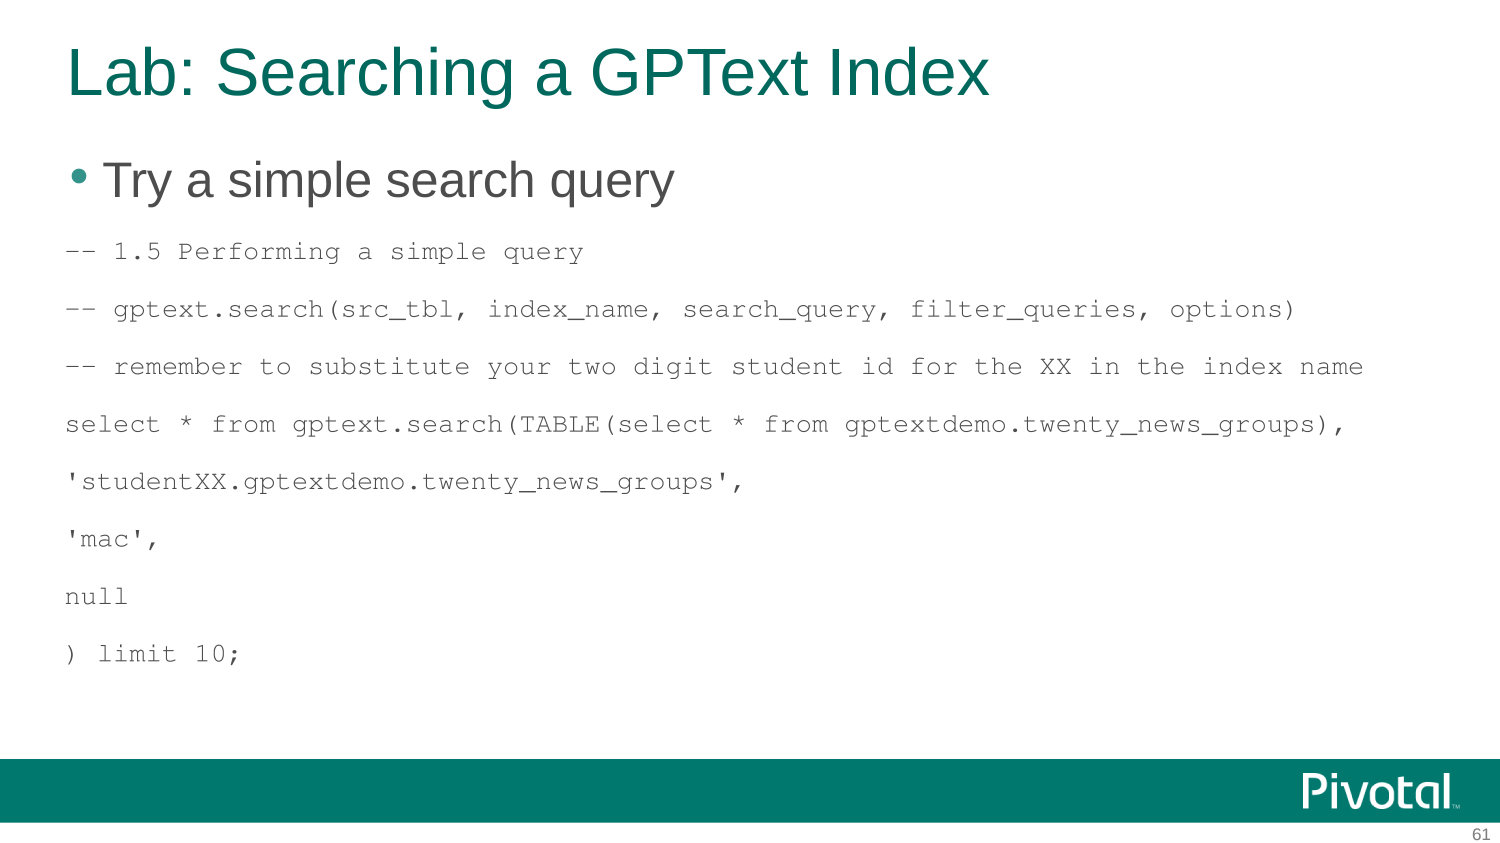 Lab: Searching a GPText Index
• Try a simple search query
-- 1.5 Performing a simple query
-- gptext.search(src_tbl, index_name, search_query, filter_queries, options)
-- remember to substitute your two digit student id for the XX in the index name
select * from gptext.search(TABLE(select * from gptextdemo.twenty_news_groups),
'studentXX.gptextdemo.twenty_news_groups',
'mac',
null
) limit 10;
Pivotal™
61